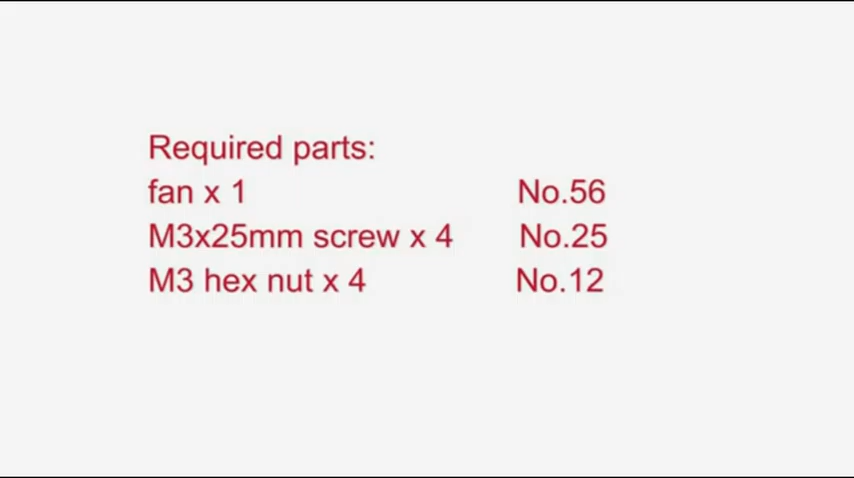 Required parts:
fan x 1 No.56
M3x25mm screw x 4 No.25
M3 hex nut x 4 No.12